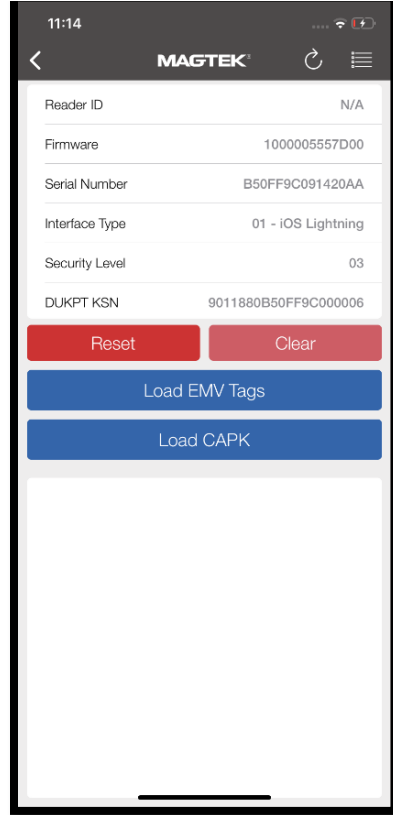 11:14
MAGTEK®
Reader ID N/A
Firmware 1000005557D00
Serial Number B50FF9C091420AA
Interface Type 01 - iOS Lightning
Security Level 03
DUKPT KSN 9011880B50FF9C000006
Reset Clear
Load EMV Tags
Load CAPK